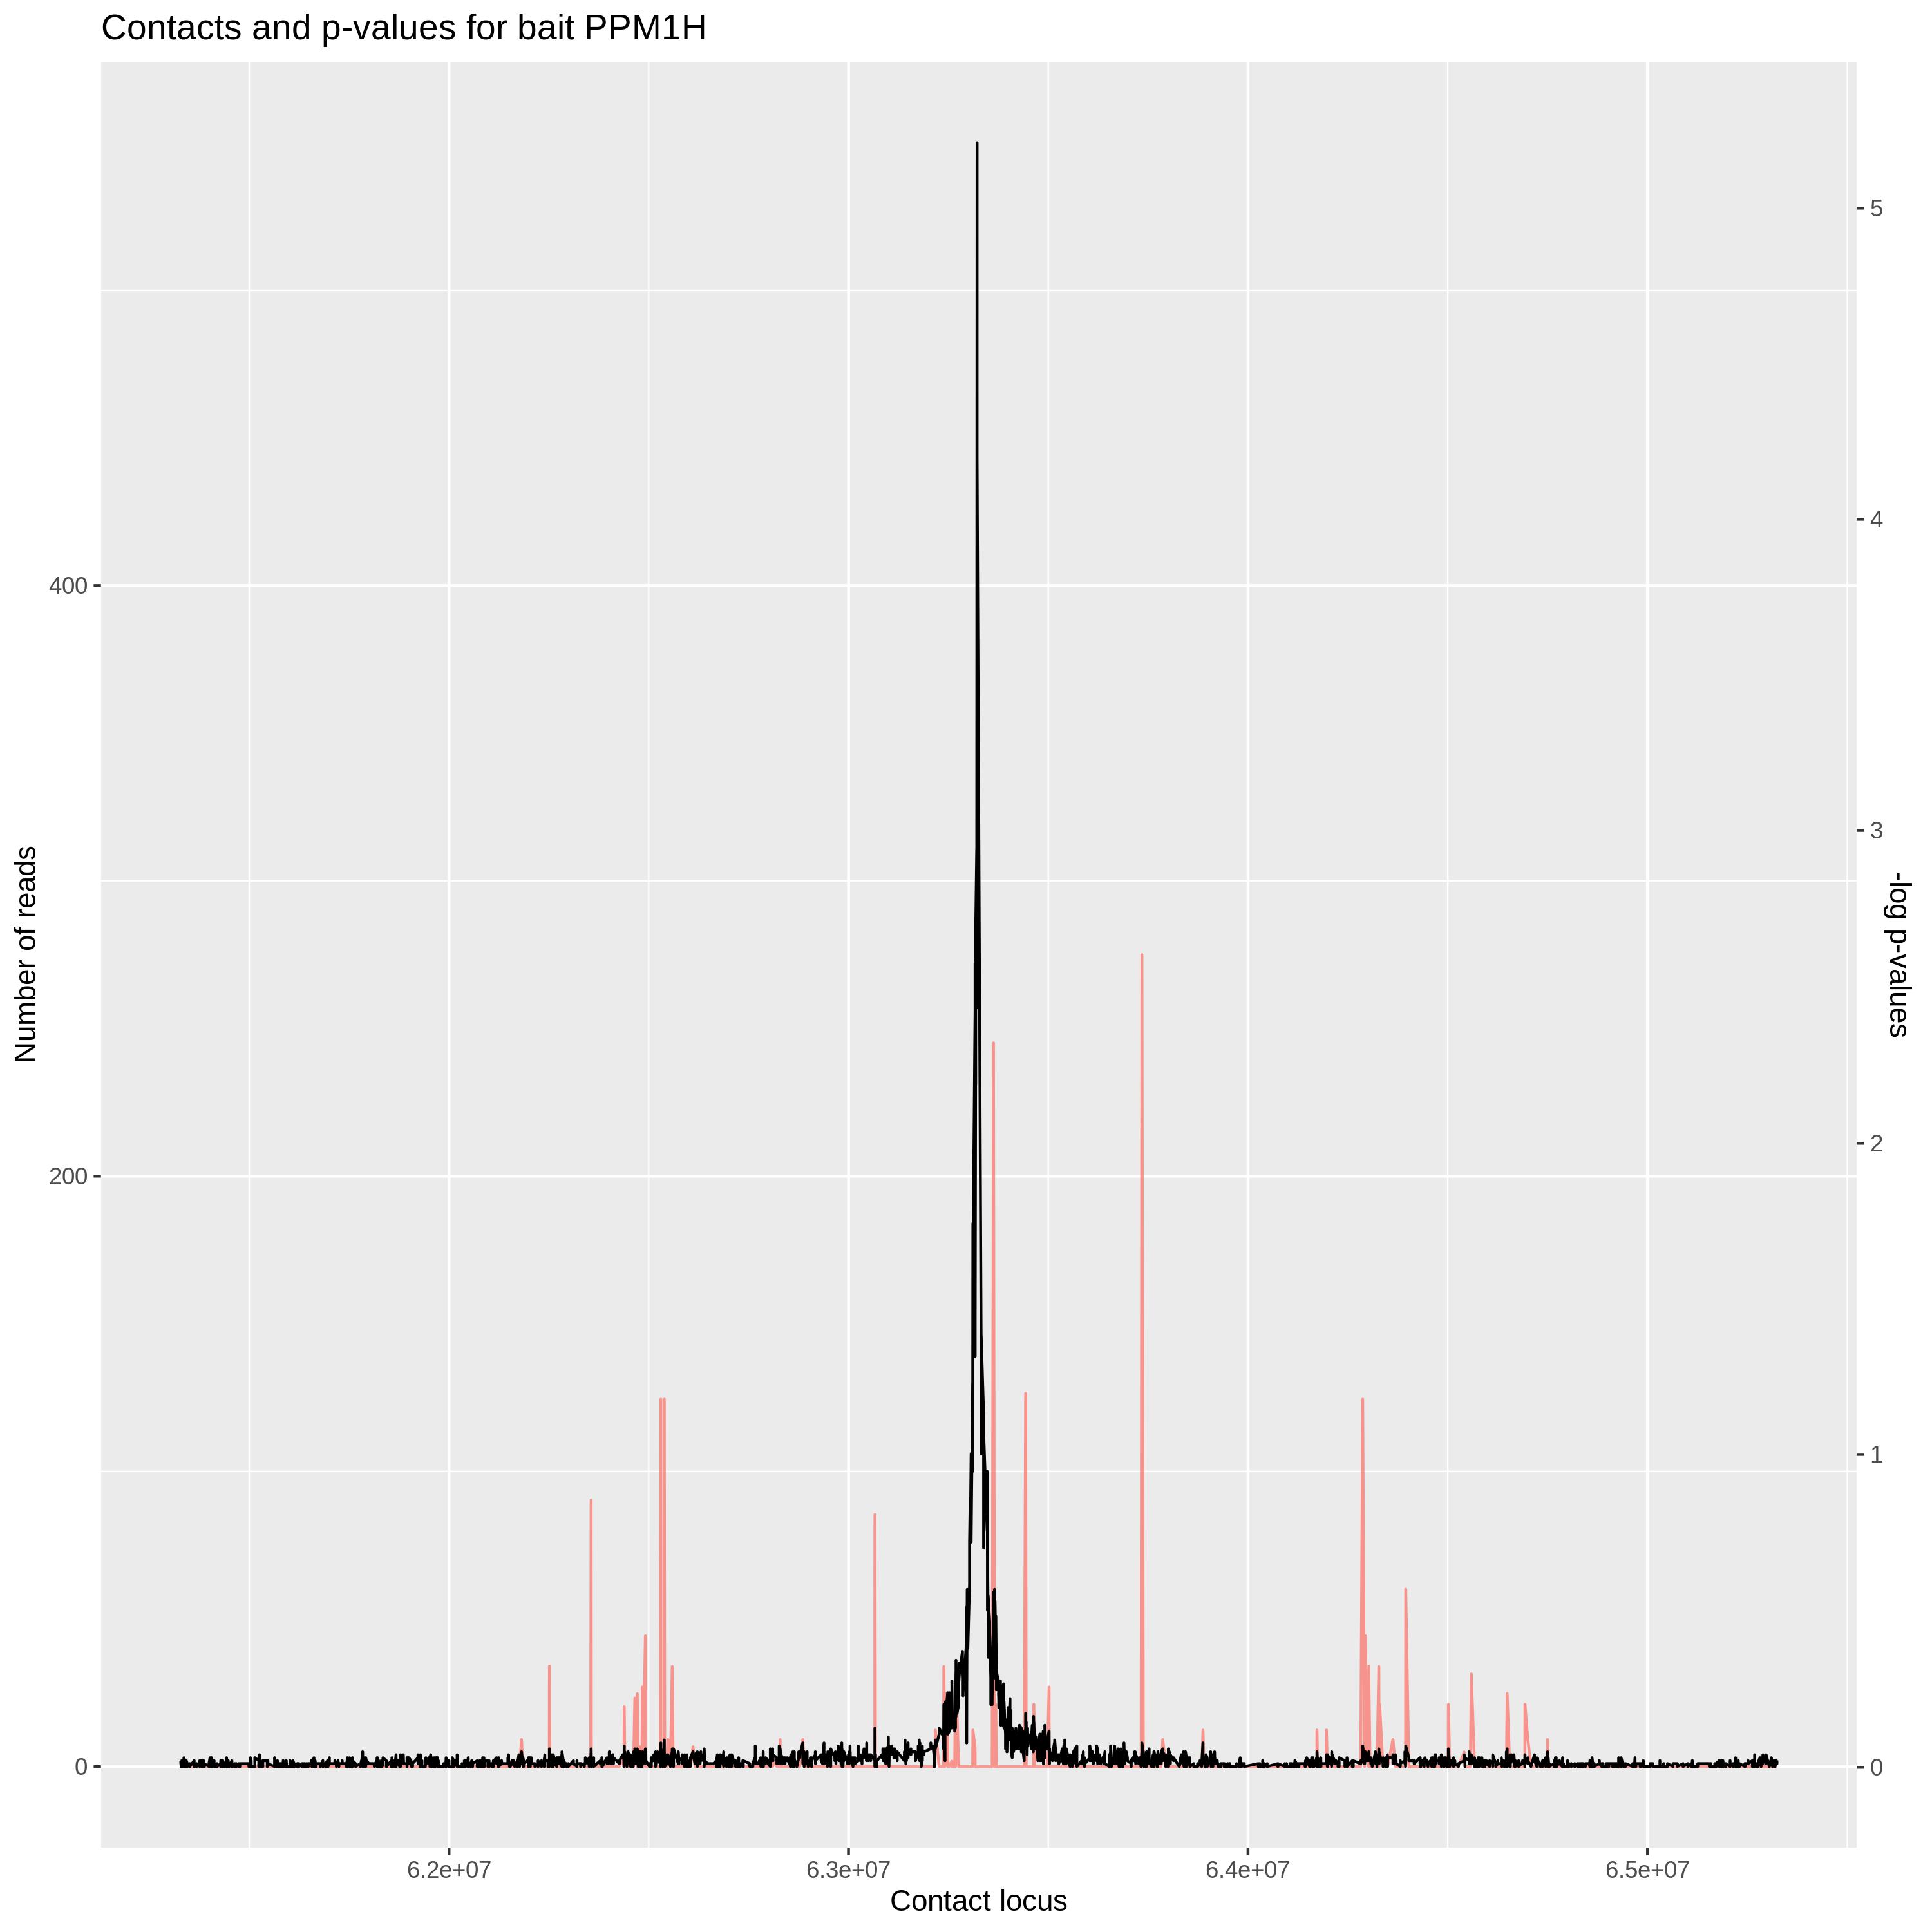 Contacts and p-values for bait PPM1H
5
4
400
3
Number of reads
-log p-values
2
200
1
0
0
6.2e+07
6.3e+07
6.4e+07
6.5e+07
Contact locus